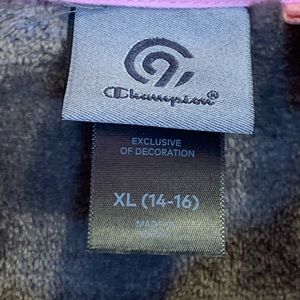 Champion®
EXCLUSIVE
OF DECORATION
XL (14-16)